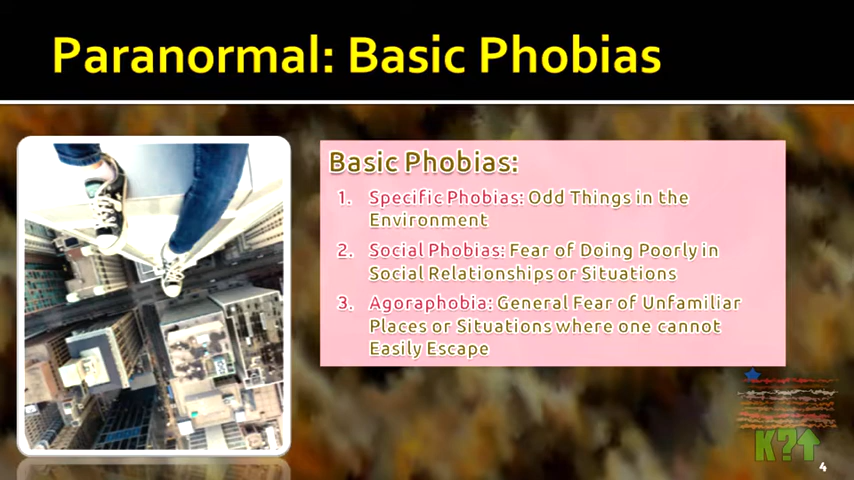 Paranormal: Basic Phobias
Basic Phobias:
1. Specific Phobias: Odd Things in the
Environment
2. Social Phobias: Fear of Doing Poorly in
Social Relationships or Situations
3. Agoraphobia: General Fear of Unfamiliar
Places or Situations where one cannot
Easily Escape
K?↑
4